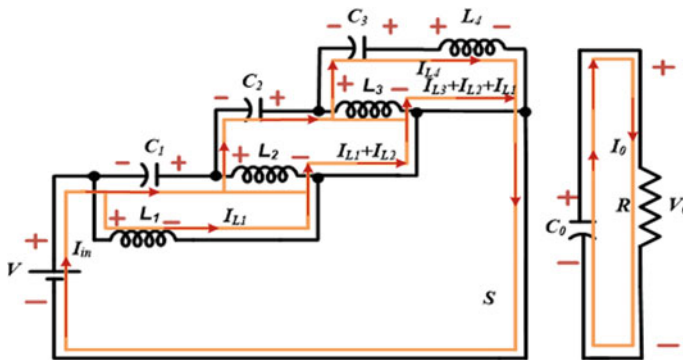 - C3 + + L4 -
IL4
- C2 + + L3 - IL3+IL2+IL1
- C1 + + L2 - IL1+IL2
+ L1 - IL1
+ V - Iin
S
+ C0 - I0 R + V0 -